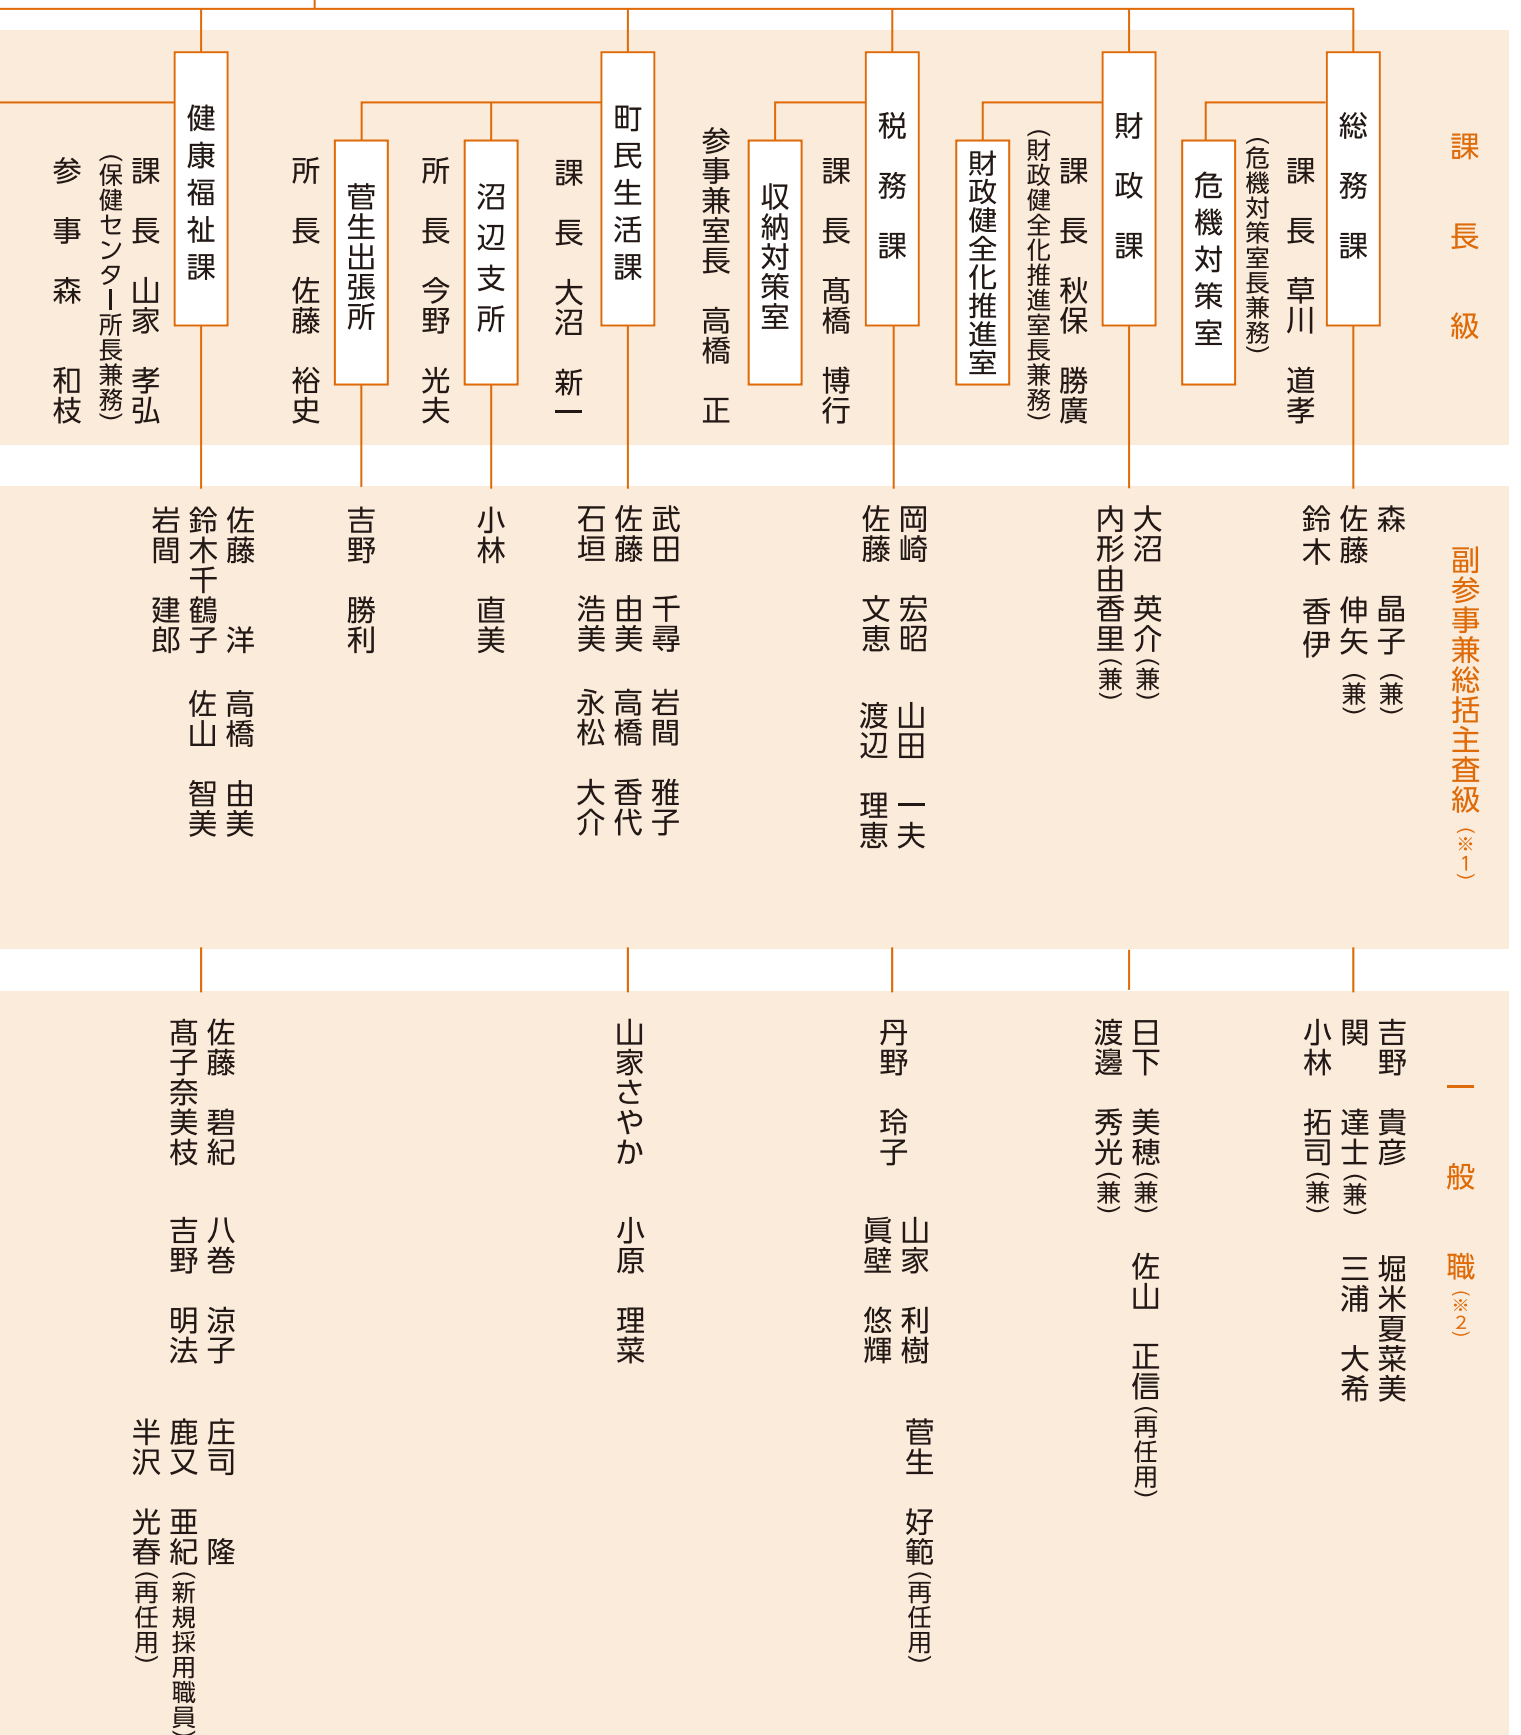 課長級
総務課
課長 草川 道孝
(危機対策室長兼務)
危機対策室
財政課
課長 秋保 勝廣
(財政健全化推進室長兼務)
財政健全化推進室
税務課
課長 髙橋 博行
収納対策室
参事兼室長 高橋 正
町民生活課
課長 大沼 新一
沼辺支所
所長 今野 光夫
菅生出張所
所長 佐藤 裕史
健康福祉課
課長 山家 孝弘
(保健センター所長兼務)
参事 森 和枝
副参事兼総括主査級(※1)
森 晶子(兼)
佐藤 伸矢(兼)
鈴木 香伊
大沼 英介(兼)
内形由香里(兼)
岡崎 宏昭
佐藤 文恵
山田 一夫
渡辺 理恵
武田 千尋
佐藤 由美
石垣 浩美
岩間 雅子
高橋 香代
永松 大介
小林 直美
吉野 勝利
佐藤 洋
鈴木千鶴子
岩間 建郎
高橋 由美
佐山 智美
一般職(※2)
吉野 貴彦
関 達士(兼)
小林 拓司(兼)
堀米夏菜美
三浦 大希
日下 美穂(兼)
渡邊 秀光(兼)
佐山 正信(再任用)
丹野 玲子
山家 利樹
眞壁 悠輝
菅生 好範(再任用)
山家さやか
小原 理菜
佐藤 碧紀
髙子奈美枝
八巻 涼子
吉野 明法
庄司 隆
鹿又 亜紀(新規採用職員)
半沢 光春(再任用)